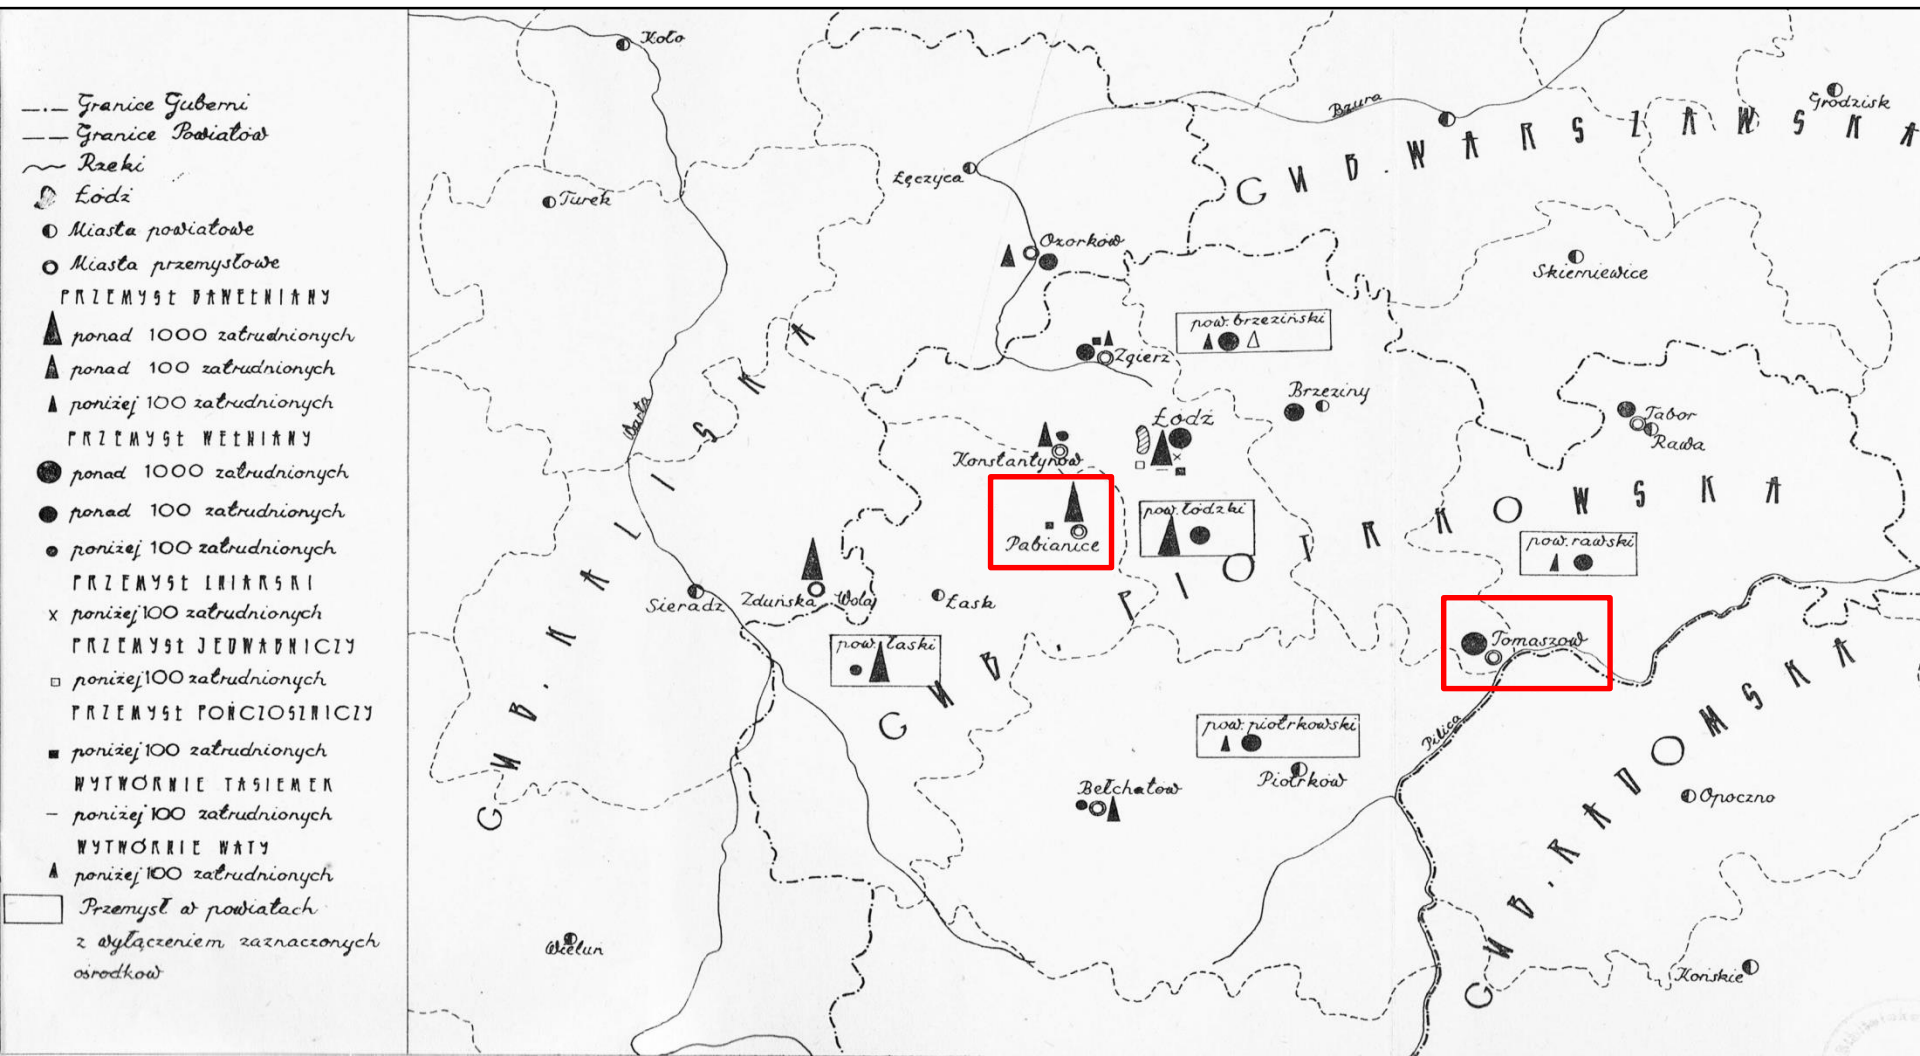 Granice Guberni
Granice Powiatów
Rzeki
Łódź
Miasta powiatowe
Miasta przemysłowe
PRZEMYSŁ BAWEŁNIANY
ponad 1000 zatrudnionych
ponad 100 zatrudnionych
poniżej 100 zatrudnionych
PRZEMYSŁ WEŁNIANY
ponad 1000 zatrudnionych
ponad 100 zatrudnionych
poniżej 100 zatrudnionych
PRZEMYSŁ LNIARSKI
x poniżej 100 zatrudnionych
PRZEMYSŁ JEDWABNICZY
poniżej 100 zatrudnionych
PRZEMYSŁ POŃCZOSZNICZY
poniżej 100 zatrudnionych
WYTWÓRNIE TASIEMEK
poniżej 100 zatrudnionych
WYTWÓRNIE WATY
poniżej 100 zatrudnionych
Przemysł w powiatach
z wyłączeniem zaznaczonych
ośrodków
Koło
Bzura
Grodzisk
GUB. WARSZAWSKA
Łęczyca
Turek
Ozorków
Skierniewice
pow. brzeziński
Zgierz
Brzeziny
Warta
Łódź
Tabor
Rawa
Konstantynów
Pabianice
pow. łódzki
pow. rawski
GUB. KALISKA
Sieradz
Zduńska Wola
Łask
GUB. PIOTRKOWSKA
Tomaszów
pow. łaski
pow. piotrkowski
Piotrków
Pilica
Bełchatów
Opoczno
GUB. RADOMSKA
Wieluń
Końskie